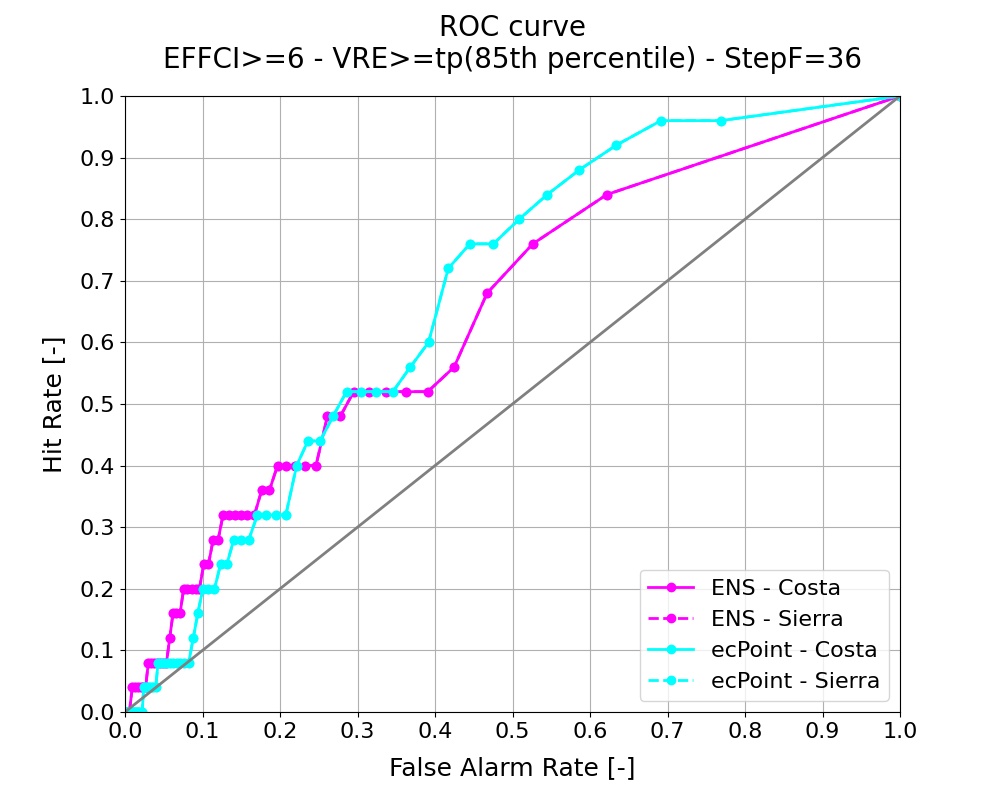 ROC curve
EFFCI>=6 - VRE>=tp(85th percentile) - StepF=36
1.0
0.9
0.8
0.7
0.6
0.5
0.4
0.3
0.2
0.1
0.0
Hit Rate [-]
ENS - Costa
ENS - Sierra
ecPoint - Costa
ecPoint - Sierra
0.0 0.1 0.2 0.3 0.4 0.5 0.6 0.7 0.8 0.9 1.0
False Alarm Rate [-]